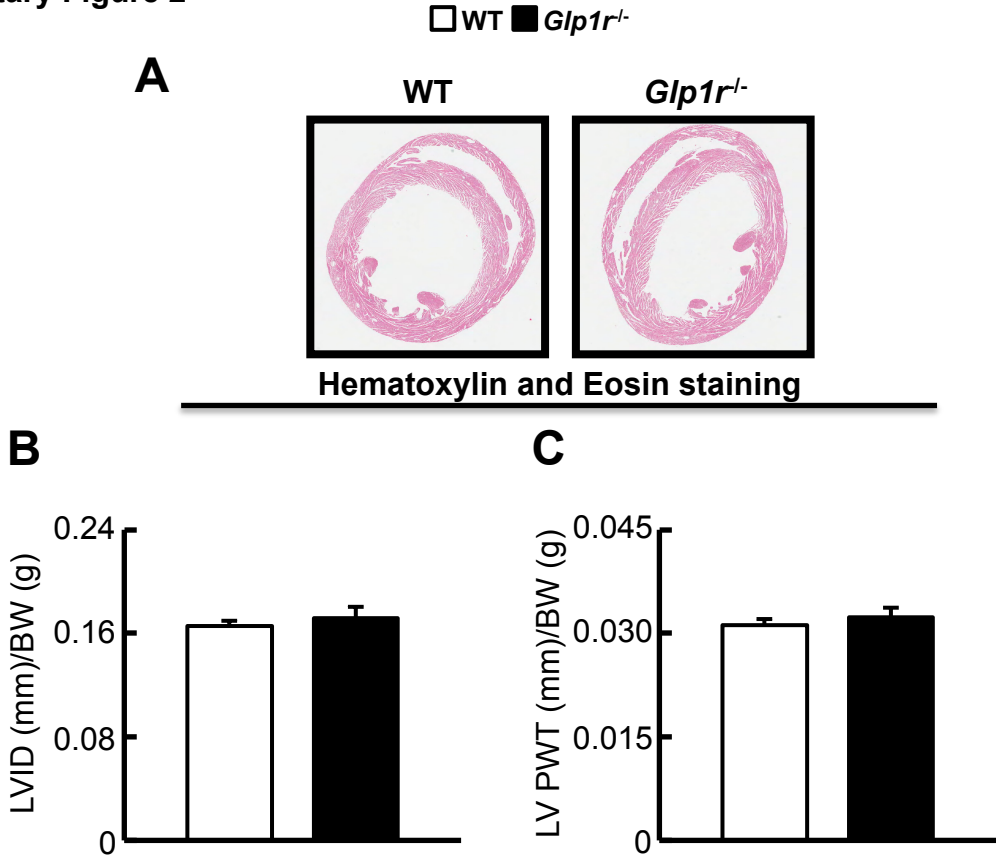 WT Glp1r-/-
A
WT
Glp1r-/-
Hematoxylin and Eosin staining
B
LVID (mm)/BW (g)
0.24
0.16
0.08
0
C
LV PWT (mm)/BW (g)
0.045
0.030
0.015
0